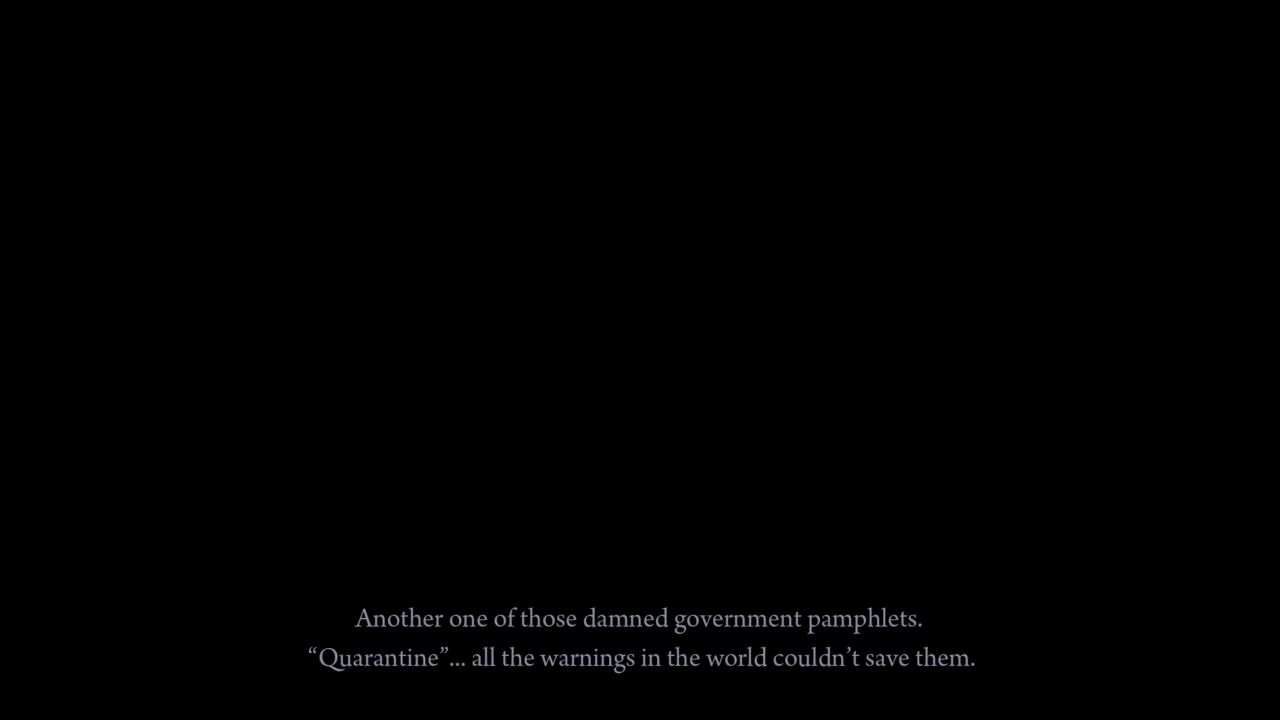 Another one of those damned government pamphlets.
“Quarantine”... all the warnings in the world couldn’t save them.